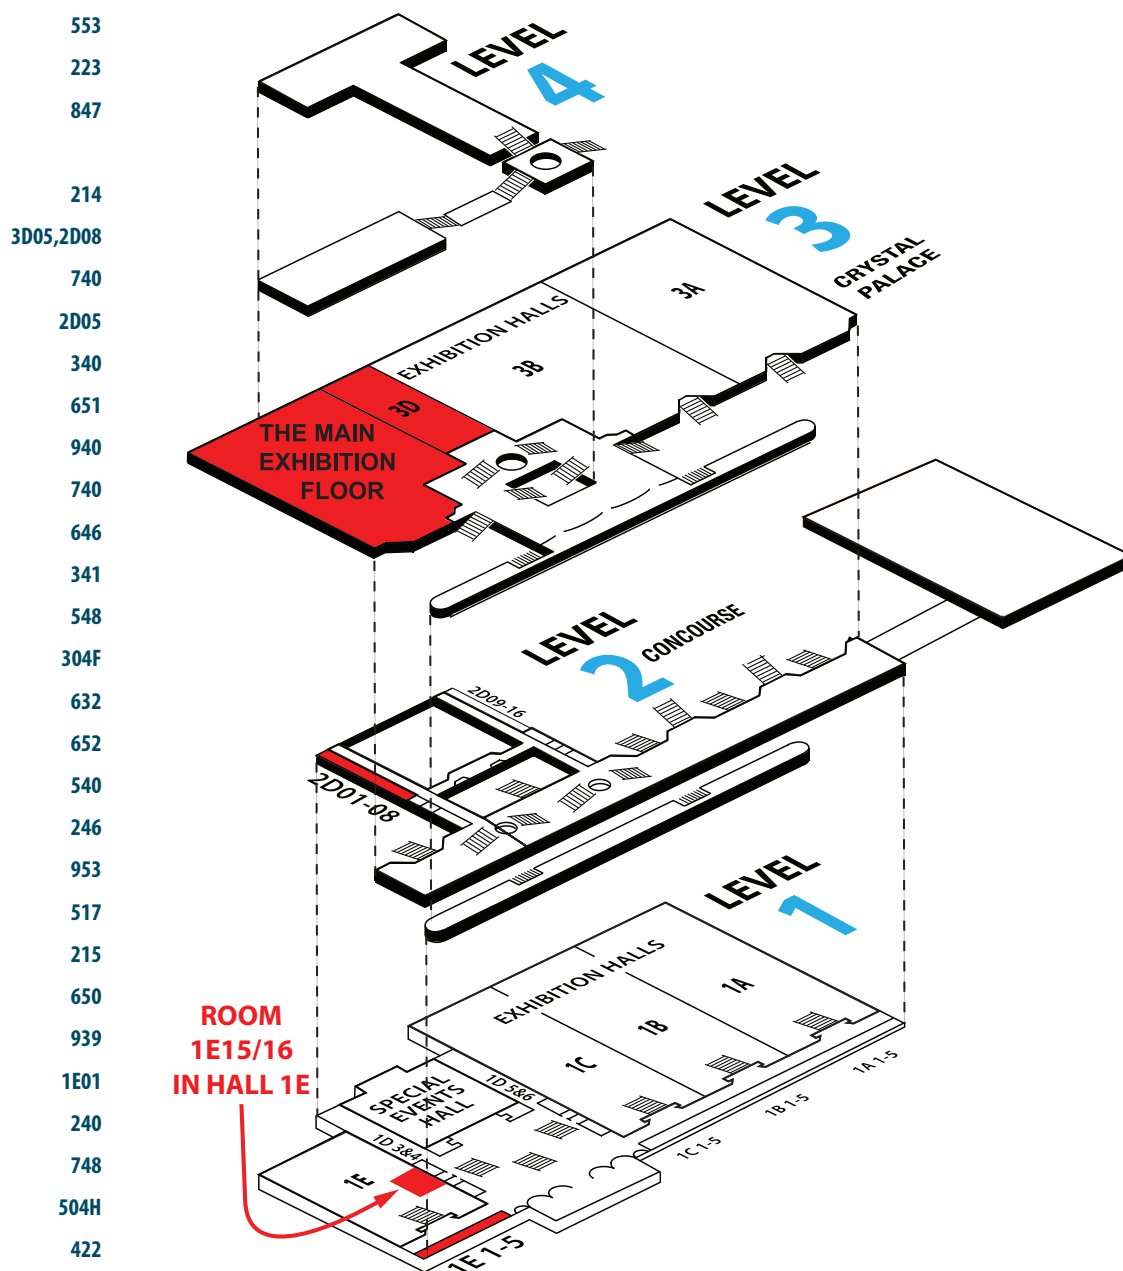 553
223
847
214
3D05,2D08
740
2D05
340
651
940
740
646
341
548
304F
632
652
540
246
953
517
215
650
939
1E01
240
748
504H
422
LEVEL
4
LEVEL
3
CRYSTAL
PALACE
EXHIBITION HALLS
3A
3B
3D
THE MAIN
EXHIBITION
FLOOR
LEVEL
2
CONCOURSE
2D09-16
2D01-08
LEVEL
1
EXHIBITION HALLS
1A
1B
1C
1A 1-5
1B 1-5
1C 1-5
ROOM
1E15/16
IN HALL 1E
SPECIAL
EVENTS
HALL
1D 5&6
1D 3&4
1E
1E 1-5